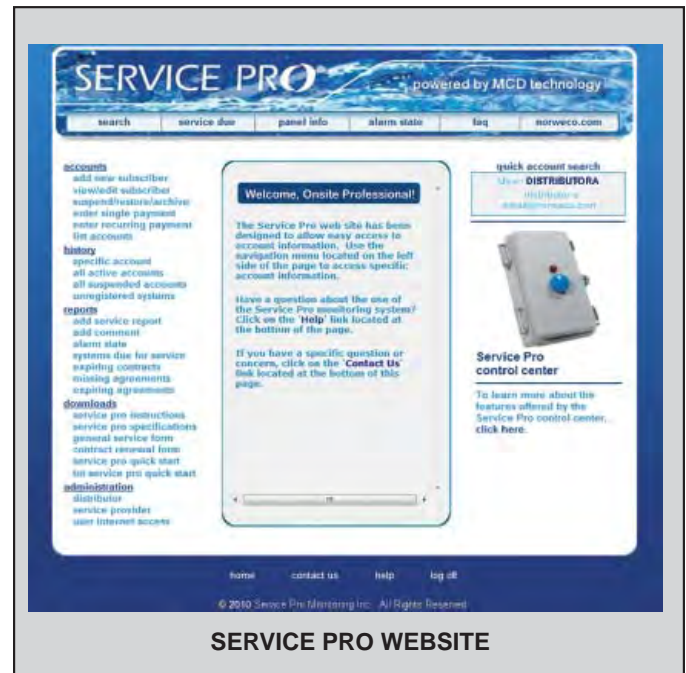 SERVICE PRO
powered by MCD technology
search service due panel info alarm state faq norweco.com
accounts
add new subscriber
view/edit subscriber
suspend/restore/archive
enter single payment
enter recurring payment
list accounts
history
specific account
all active accounts
all suspended accounts
unregistered systems
reports
add service report
add comment
alarm state
systems due for service
expiring contracts
missing agreements
expiring agreements
downloads
service pro instructions
service pro specifications
general service form
contract renewal form
service pro quick start
service pro quick start
administration
distributor
service provider
user internet access
Welcome, Onsite Professional!
The Service Pro web site has been
designed to allow easy access to
account information. Use the
navigation menu located on the left
side of the page to access specific
account information.
Have a question about the one of
the Service Pro monitoring system?
Click on the 'Help' link located at
the bottom of the page.
If you have a specific question or
concern, click on the 'Contact Us'
link located at the bottom of this
page.
quick account search
DISTRIBUTORA
Service Pro
control center
To learn more about the
features offered by the
Service Pro control center,
click here.
home contact us help log off
© 2010 Service Pro Monitoring Inc. All Rights Reserved
SERVICE PRO WEBSITE